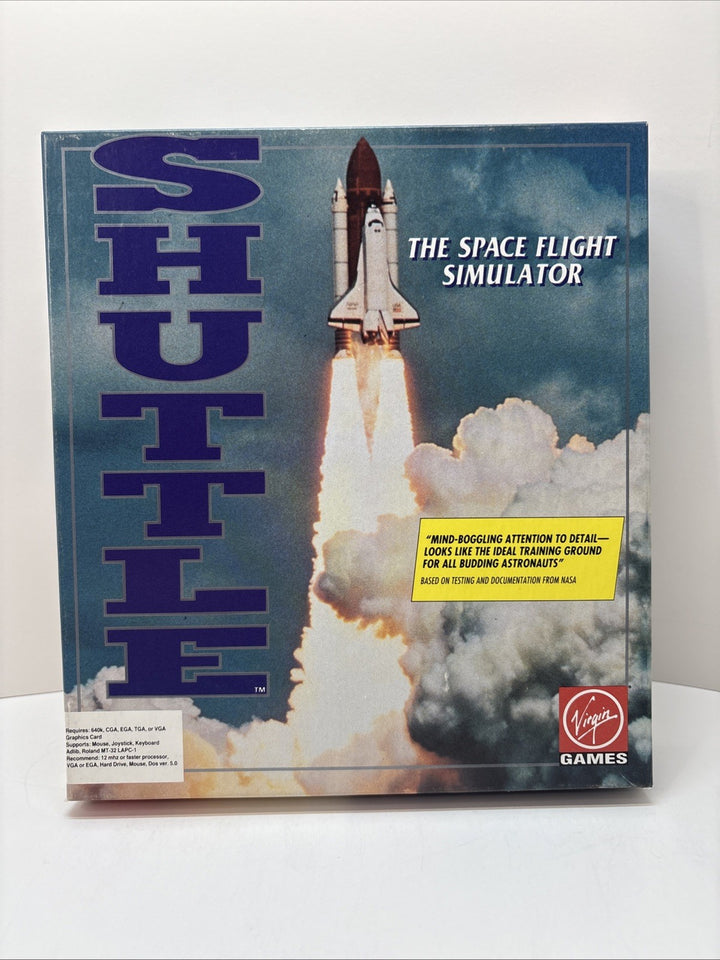 SHUTTLE
TM
THE SPACE FLIGHT
SIMULATOR
"MIND-BOGGLING ATTENTION TO DETAIL—
LOOKS LIKE THE IDEAL TRAINING GROUND
FOR ALL BUDDING ASTRONAUTS"
BASED ON TESTING AND DOCUMENTATION FROM NASA
Requires: 640k, CGA, EGA, TGA, or VGA
Graphics Card
Supports: Mouse, Joystick, Keyboard
Adlib, Roland MT-32 LAPC-1
Recommend: 12 mhz or faster processor,
VGA or EGA, Hard Drive, Mouse, Dos ver. 5.0
Virgin
GAMES